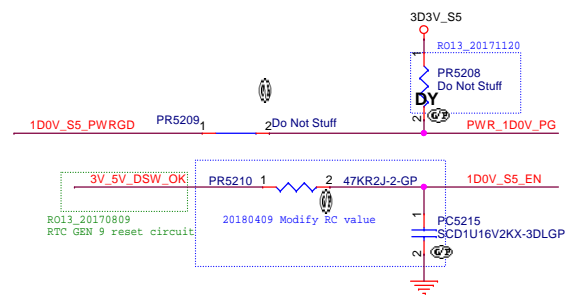 3D3V_S5
RO13_20171120
1
PR5208
Do Not Stuff
DY
2
G/P
PR5209
1
2
Do Not Stuff
1D0V_S5_PWRGD
PWR_1D0V_PG
3V_5V_DSW_OK
PR5210
1
2
47KR2J-2-GP
1D0V_S5_EN
RO13_20170809
RTC GEN 9 reset circuit
20180409 Modify RC value
1
PC5215
SCD1U16V2KX-3DLGP
2
G/P